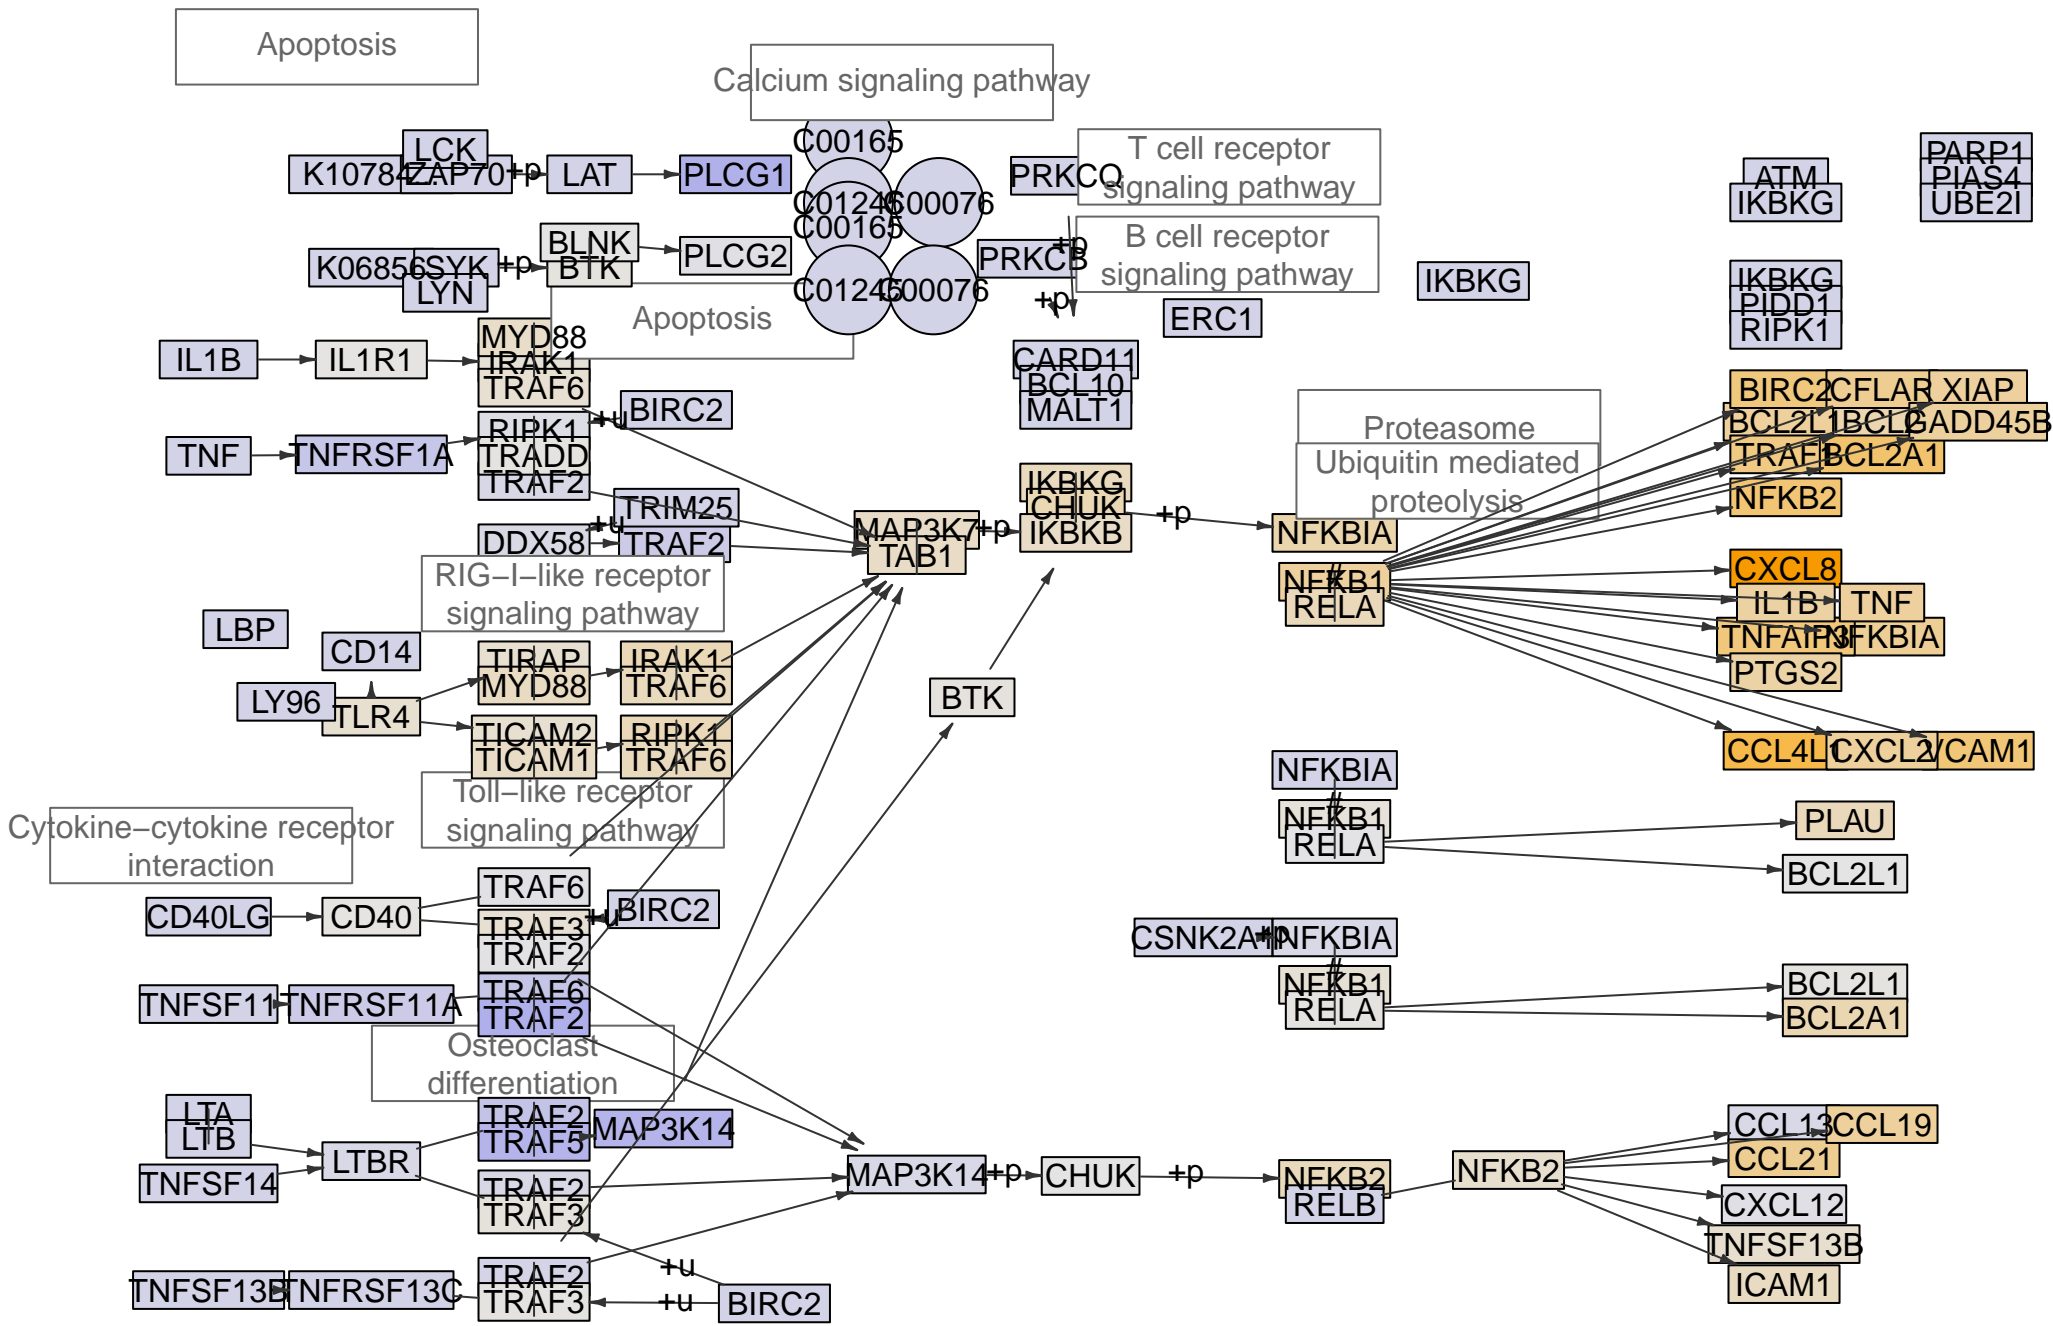 Apoptosis
Calcium signaling pathway
LCK
K10784
ZAP70
+p
LAT
PLCG1
C00165
C01246
C00076
C00165
PRKCQ
T cell receptor
signaling pathway
ATM
IKBKG
PARP1
PIAS4
UBE2I
K06856
SYK
LYN
+p
BLNK
BTK
PLCG2
C01245
C00076
PRKCB
+p
+p
B cell receptor
signaling pathway
ERC1
IKBKG
IKBKG
PIDD1
RIPK1
Apoptosis
IL1B
IL1R1
MYD88
IRAK1
TRAF6
CARD11
BCL10
MALT1
TNF
TNFRSF1A
RIPK1
TRADD
TRAF2
+u
BIRC2
Proteasome
Ubiquitin mediated
proteolysis
BIRC2
CFLAR
XIAP
BCL2L1
BCL2
GADD45B
TRAF1
BCL2A1
NFKB2
TRIM25
+u
DDX58
TRAF2
MAP3K7
TAB1
+p
IKBKG
CHUK
IKBKB
+p
NFKBIA
NFKB1
RELA
CXCL8
IL1B
TNF
TNFAIP3
NFKBIA
PTGS2
CCL4L1
CXCL2
VCAM1
RIG−I−like receptor
signaling pathway
LBP
CD14
LY96
TLR4
TIRAP
MYD88
IRAK1
TRAF6
TICAM2
TICAM1
RIPK1
TRAF6
BTK
Toll−like receptor
signaling pathway
Cytokine−cytokine receptor
interaction
NFKBIA
NFKB1
RELA
PLAU
BCL2L1
CD40LG
CD40
TRAF6
TRAF3
TRAF2
+u
BIRC2
CSNK2A1
+p
NFKBIA
NFKB1
RELA
BCL2L1
BCL2A1
TNFSF11
TNFRSF11A
TRAF6
TRAF2
Osteoclast
differentiation
LTA
LTB
TNFSF14
LTBR
TRAF2
TRAF5
MAP3K14
TRAF2
TRAF3
MAP3K14
+p
CHUK
+p
NFKB2
RELB
NFKB2
CCL13
CCL19
CCL21
CXCL12
TNFSF13B
ICAM1
TNFSF13B
TNFRSF13C
TRAF2
TRAF3
+u
+u
BIRC2